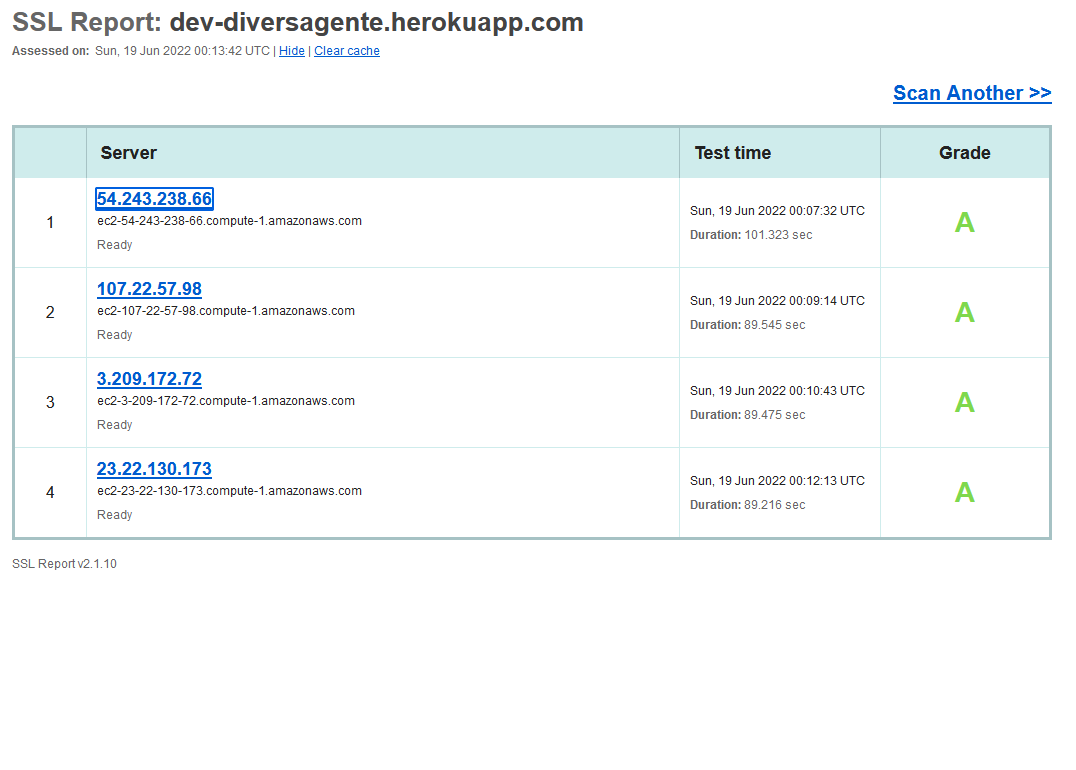 SSL Report: dev-diversagente.herokuapp.com
Assessed on: Sun, 19 Jun 2022 00:13:42 UTC | Hide | Clear cache
Scan Another >>
Server Test time Grade
1
54.243.238.66
ec2-54-243-238-66.compute-1.amazonaws.com
Ready
Sun, 19 Jun 2022 00:07:32 UTC
Duration: 101.323 sec
A
2
107.22.57.98
ec2-107-22-57-98.compute-1.amazonaws.com
Ready
Sun, 19 Jun 2022 00:09:14 UTC
Duration: 89.545 sec
A
3
3.209.172.72
ec2-3-209-172-72.compute-1.amazonaws.com
Ready
Sun, 19 Jun 2022 00:10:43 UTC
Duration: 89.475 sec
A
4
23.22.130.173
ec2-23-22-130-173.compute-1.amazonaws.com
Ready
Sun, 19 Jun 2022 00:12:13 UTC
Duration: 89.216 sec
A
SSL Report v2.1.10